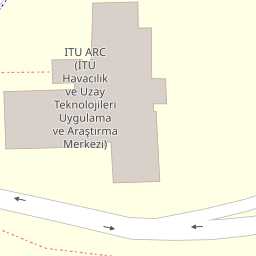 ITU ARC
(İTÜ
Havacılık
ve Uzay
Teknolojileri
Uygulama
ve Araştırma
Merkezi)